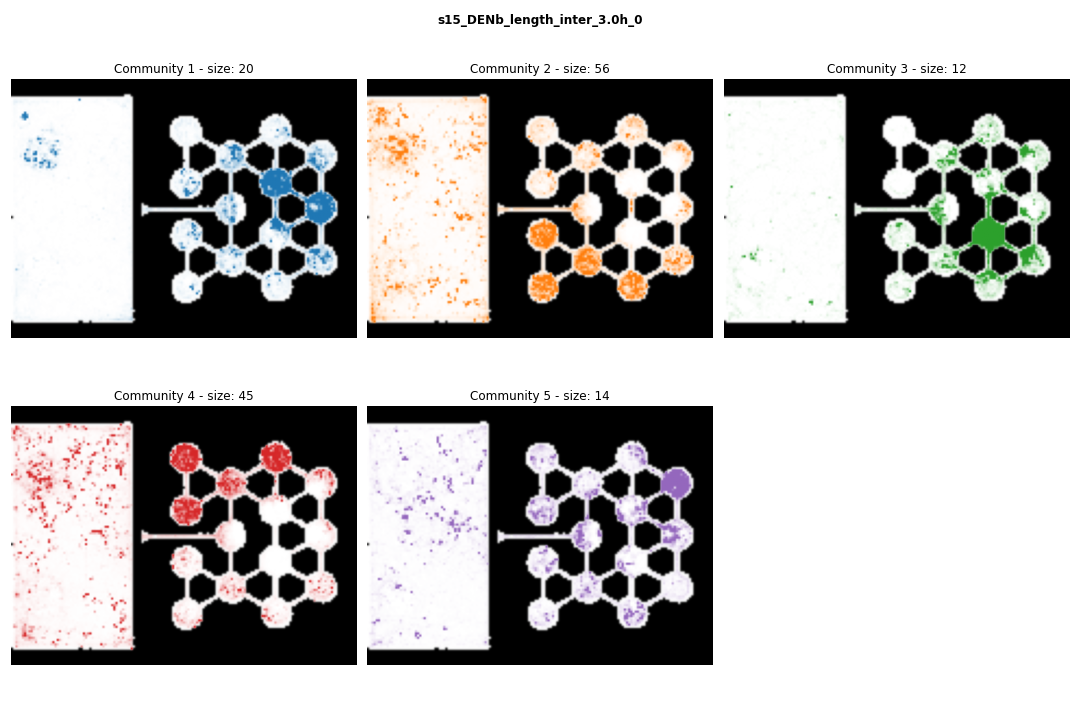 s15_DENb_length_inter_3.0h_0
Community 1 - size: 20
Community 2 - size: 56
Community 3 - size: 12
Community 4 - size: 45
Community 5 - size: 14